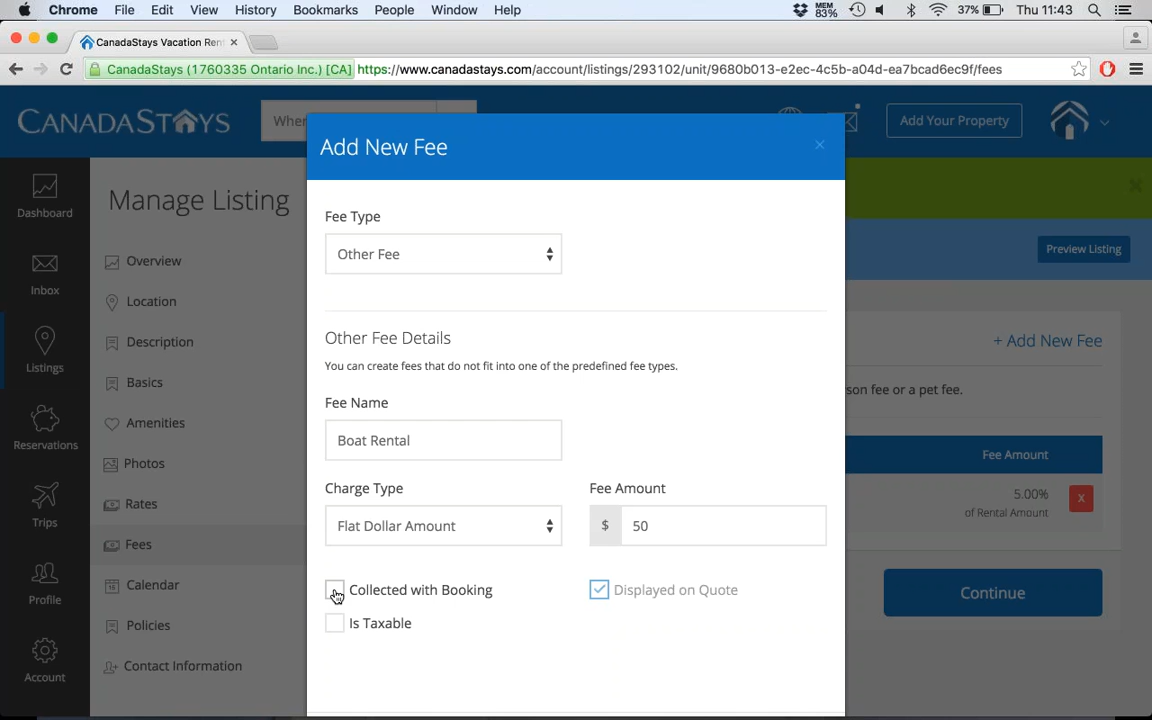 Chrome File Edit View History Bookmarks People Window Help MEM 83% 37% Thu 11:43
CanadaStays Vacation Ren
CanadaStays (1760335 Ontario Inc.) [CA] https://www.canadastays.com/account/listings/293102/unit/9680b013-e2ec-4c5b-a04d-ea7bcad6ec9f/fees
CANADASTAYS Wher Add Your Property
Add New Fee
Dashboard
Inbox
Listings
Reservations
Trips
Profile
Account
Manage Listing
Overview
Location
Description
Basics
Amenities
Photos
Rates
Fees
Calendar
Policies
Contact Information
Fee Type
Other Fee
Other Fee Details
You can create fees that do not fit into one of the predefined fee types.
Fee Name
Boat Rental
Charge Type Fee Amount
Flat Dollar Amount $ 50
Collected with Booking Displayed on Quote
Is Taxable
Preview Listing
+ Add New Fee
son fee or a pet fee.
Fee Amount
5.00% X
of Rental Amount
Continue